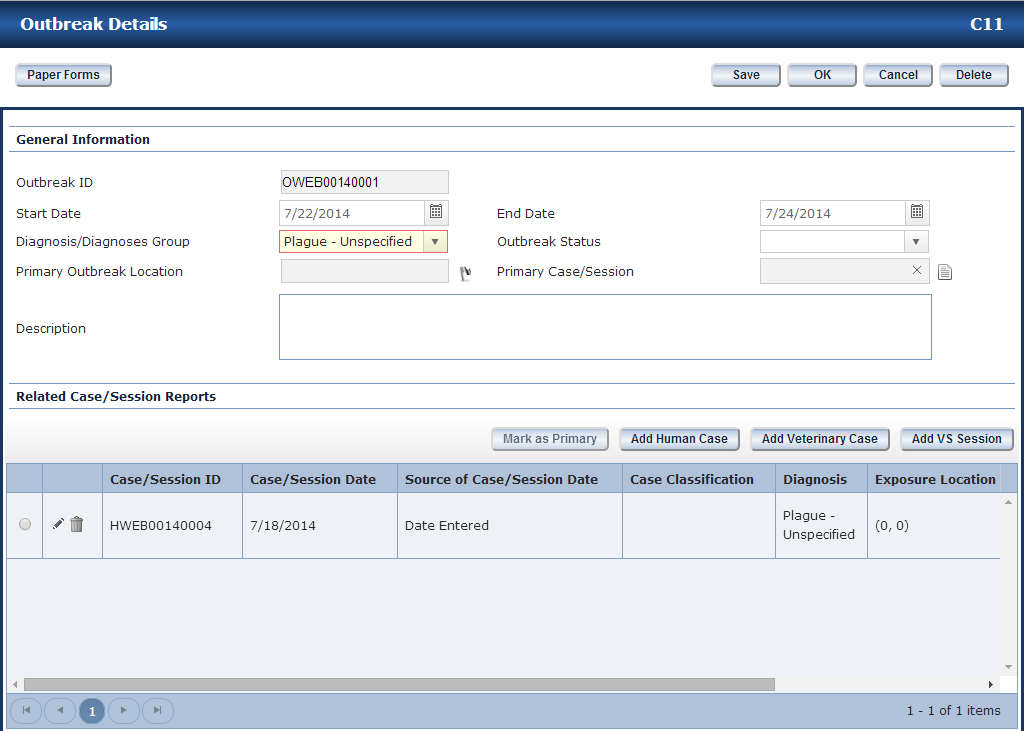 Outbreak Details C11
Paper Forms Save OK Cancel Delete
General Information
Outbreak ID OWEB00140001
Start Date 7/22/2014 End Date 7/24/2014
Diagnosis/Diagnoses Group Plague - Unspecified Outbreak Status
Primary Outbreak Location Primary Case/Session
Description
Related Case/Session Reports
Mark as Primary Add Human Case Add Veterinary Case Add VS Session
Case/Session ID Case/Session Date Source of Case/Session Date Case Classification Diagnosis Exposure Location
HWEB00140004 7/18/2014 Date Entered Plague - Unspecified (0, 0)
1 1 - 1 of 1 items